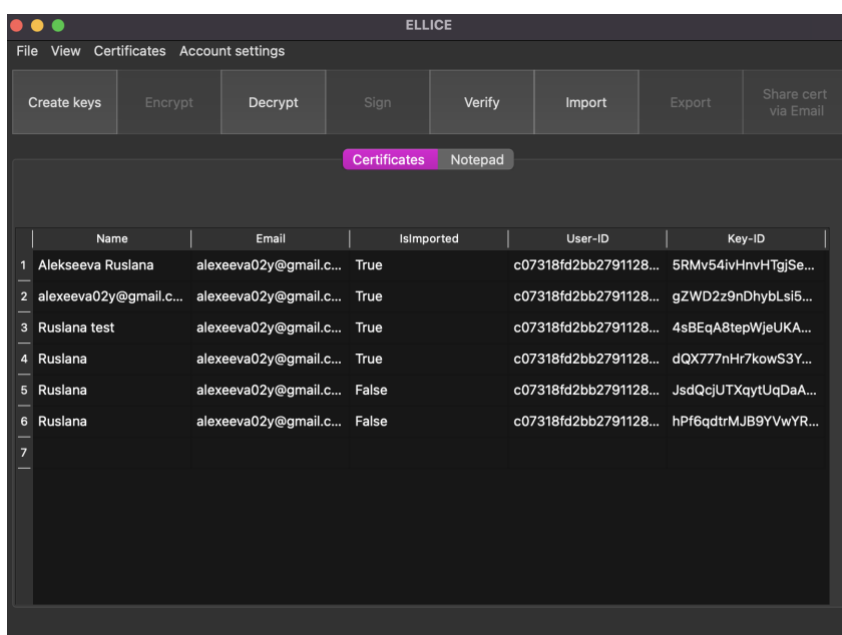 ELLICE
File View Certificates Account settings
Create keys Encrypt Decrypt Sign Verify Import Export Share cert
via Email
Certificates Notepad
Name Email IsImported User-ID Key-ID
1 Alekseeva Ruslana alexeeva02y@gmail.c... True c07318fd2bb2791128... 5RMv54ivHnvHTgjSe...
2 alexeeva02y@gmail.c... alexeeva02y@gmail.c... True c07318fd2bb2791128... gZWD2z9nDhybLsi5...
3 Ruslana test alexeeva02y@gmail.c... True c07318fd2bb2791128... 4sBEqA8tepWjeUKA...
4 Ruslana alexeeva02y@gmail.c... True c07318fd2bb2791128... dQX777nHr7kowS3Y...
5 Ruslana alexeeva02y@gmail.c... False c07318fd2bb2791128... JsdQcjUTXqytUqDaA...
6 Ruslana alexeeva02y@gmail.c... False c07318fd2bb2791128... hPf6qdtrMJB9YVwYR...
7